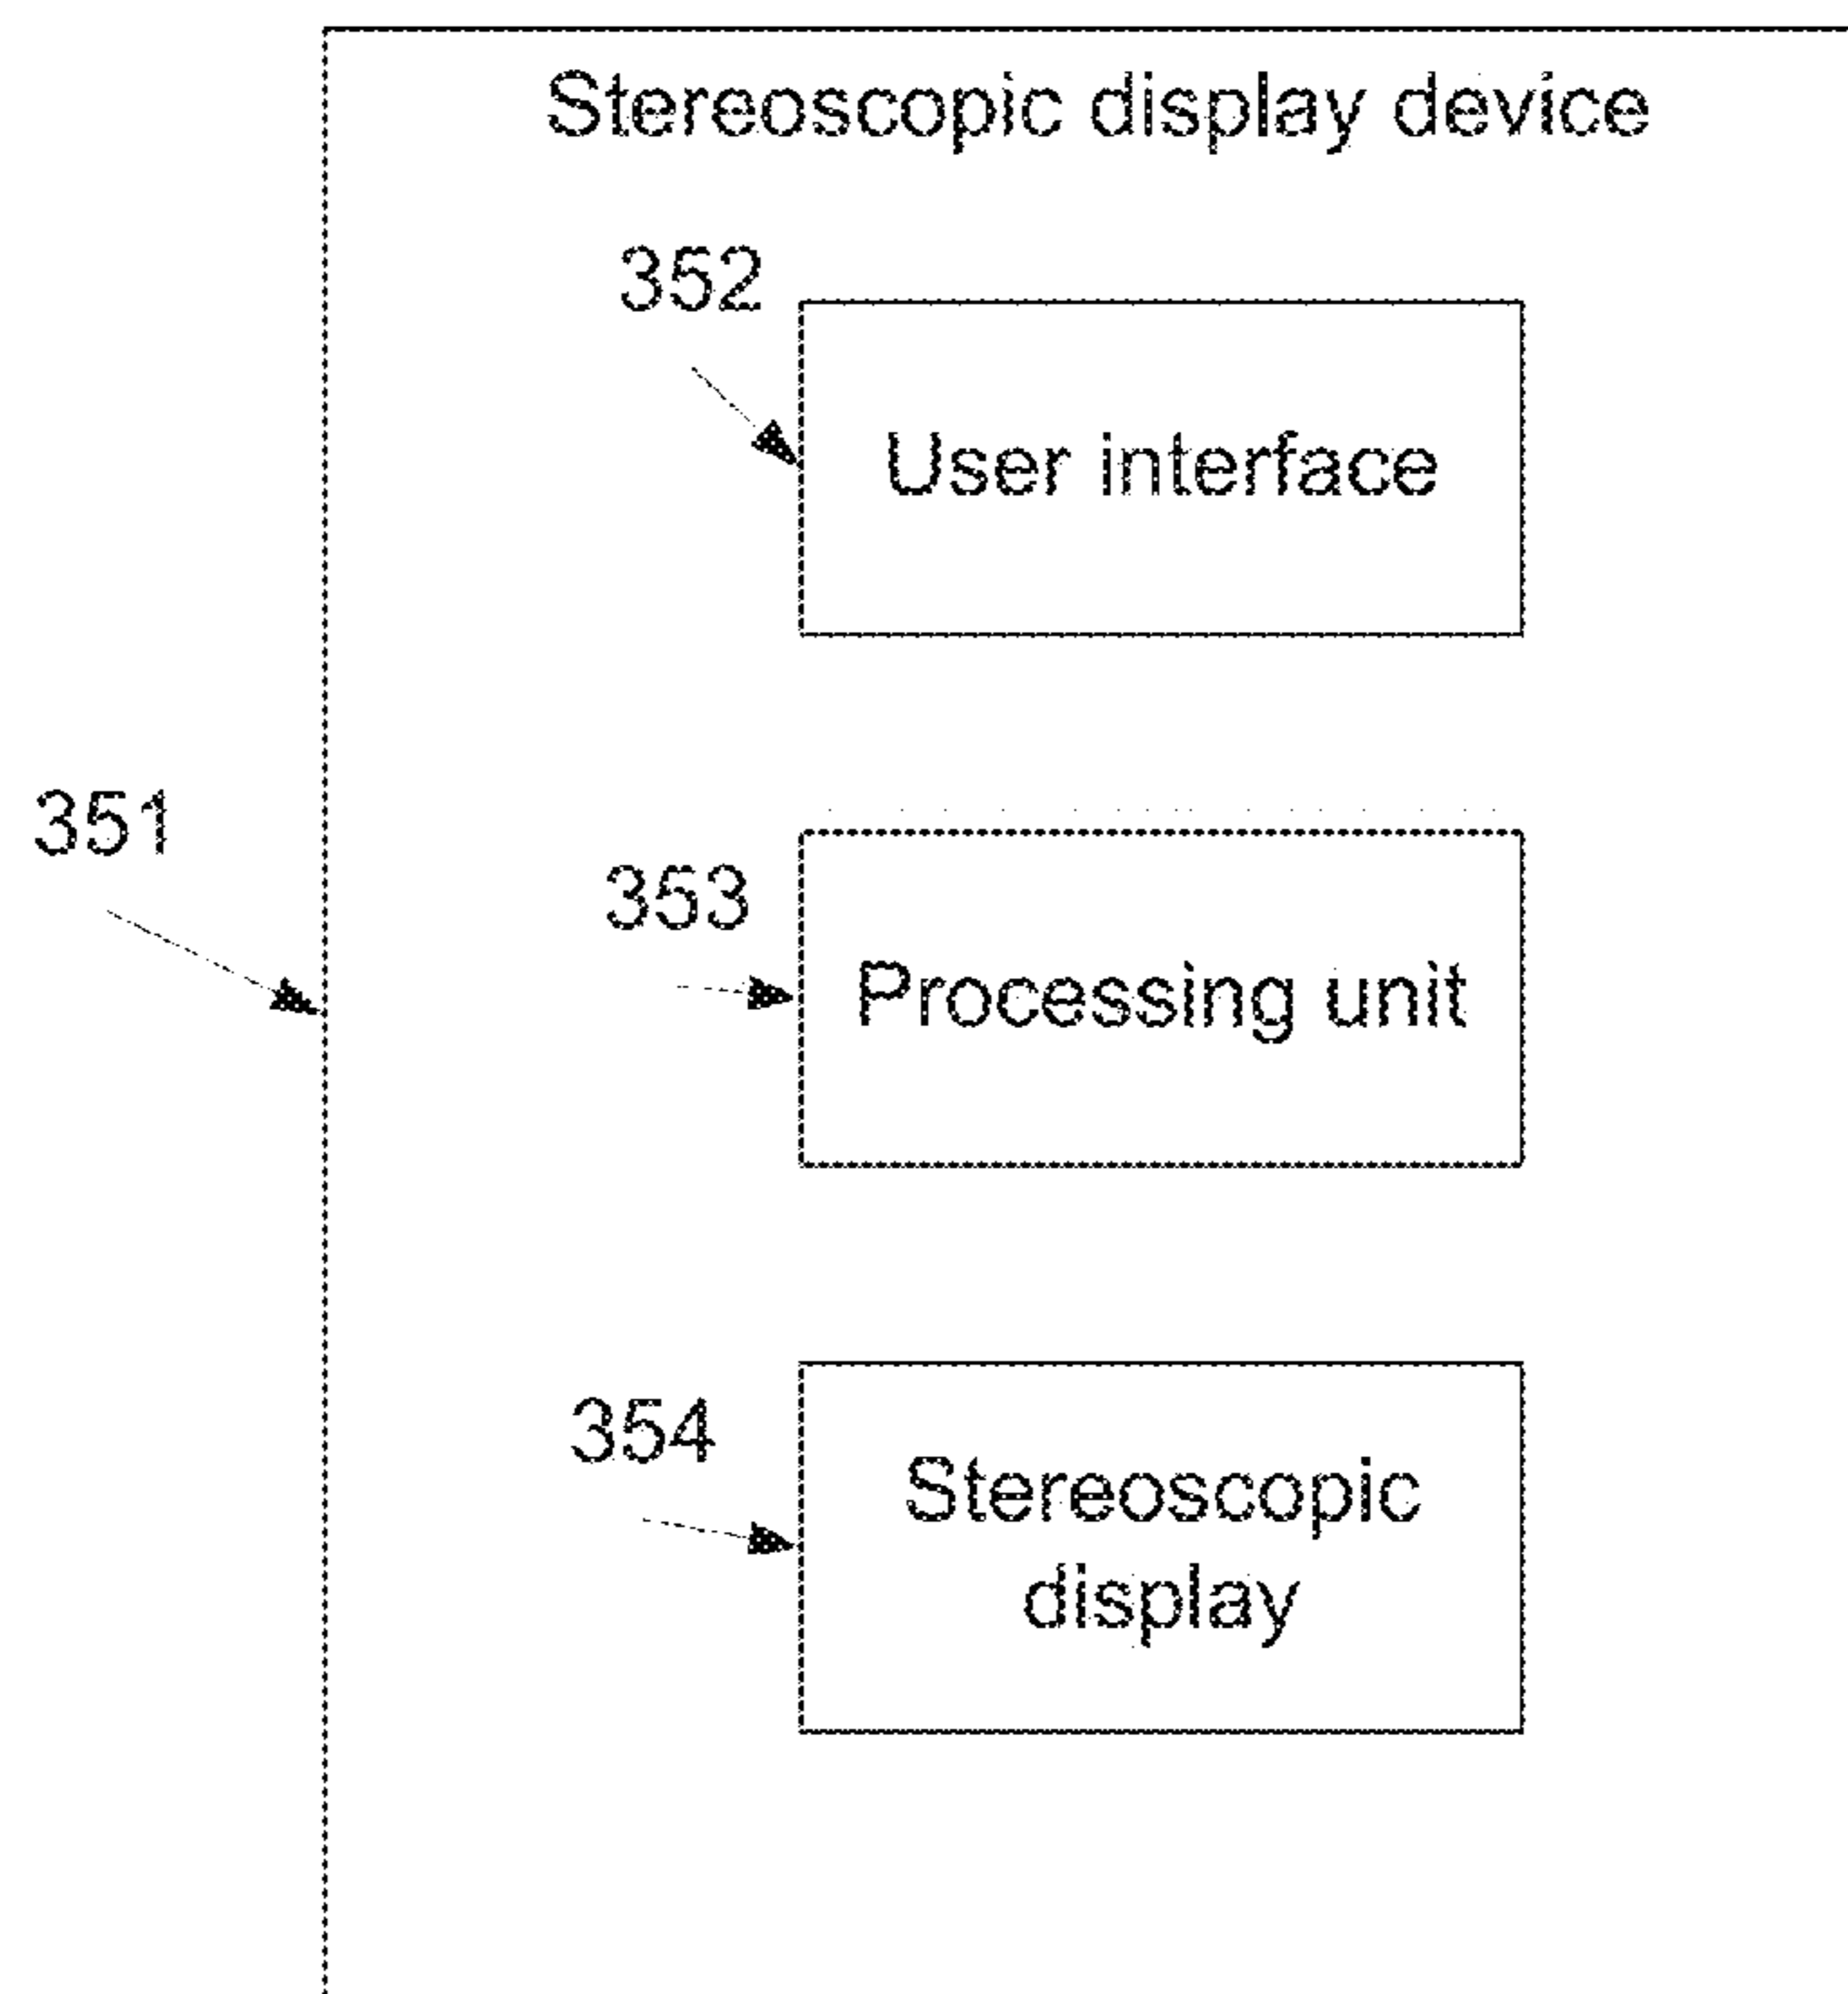 Stereoscopic display device
352
User interface
351
353
Processing unit
354
Stereoscopic
display